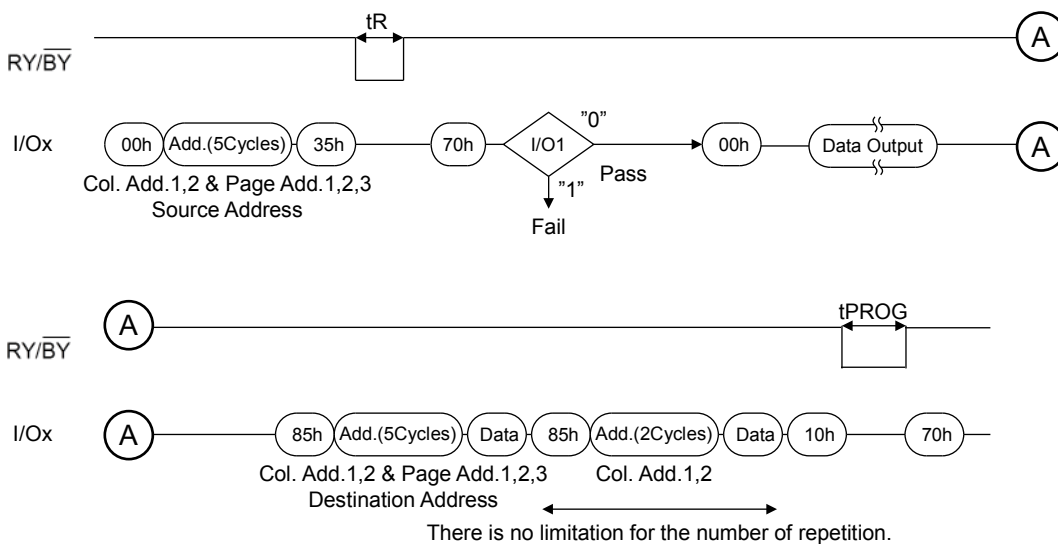 tR
RY/BY
A
I/Ox 00h Add.(5Cycles) 35h 70h I/O1 "0" 00h Data Output A
Pass
"1"
Col. Add.1,2 & Page Add.1,2,3
Source Address
Fail
tPROG
A
RY/BY
I/Ox A 85h Add.(5Cycles) Data 85h Add.(2Cycles) Data 10h 70h
Col. Add.1,2 & Page Add.1,2,3 Col. Add.1,2
Destination Address
There is no limitation for the number of repetition.